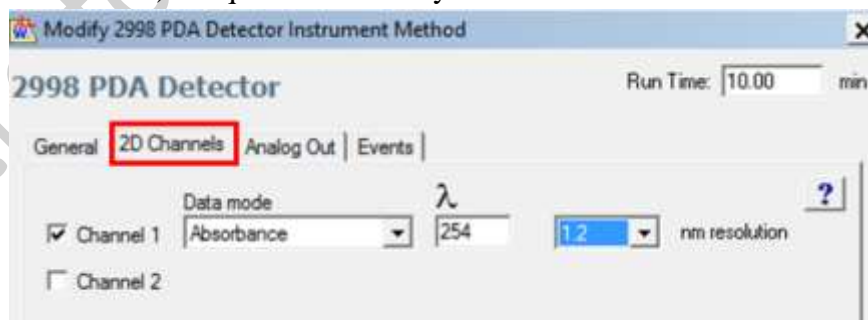 Modify 2998 PDA Detector Instrument Method
2998 PDA Detector
Run Time: 10.00 min
General 2D Channels Analog Out Events
Data mode λ ?
Channel 1 Absorbance 254 1.2 nm resolution
Channel 2